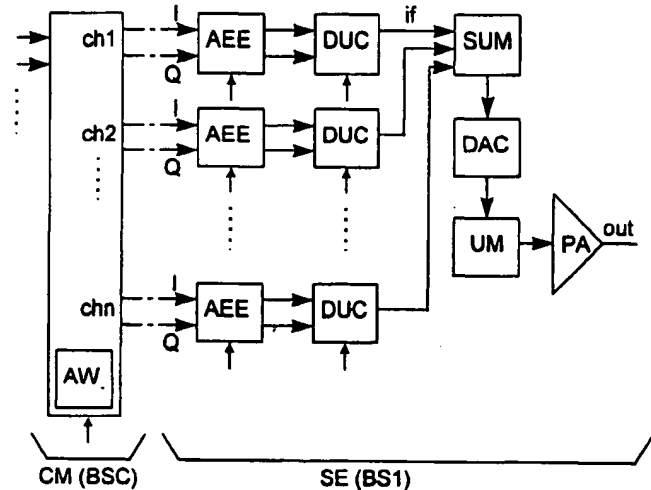 I if
ch1 AEE DUC SUM
Q
I
ch2 AEE DUC DAC
Q
UM PA out
I
chn AEE DUC
Q
AW.
CM (BSC) SE (BS1)